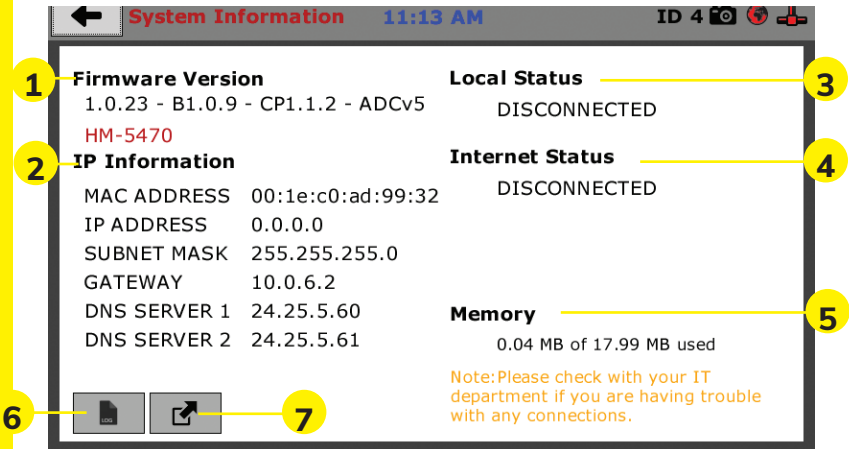 System Information 11:13 AM ID 4
1 Firmware Version
1.0.23 - B1.0.9 - CP1.1.2 - ADCv5
HM-5470
2 IP Information
MAC ADDRESS 00:1e:c0:ad:99:32
IP ADDRESS 0.0.0.0
SUBNET MASK 255.255.255.0
GATEWAY 10.0.6.2
DNS SERVER 1 24.25.5.60
DNS SERVER 2 24.25.5.61
Local Status 3
DISCONNECTED
Internet Status 4
DISCONNECTED
Memory 5
0.04 MB of 17.99 MB used
Note:Please check with your IT
department if you are having trouble
with any connections.
6 LOG 7